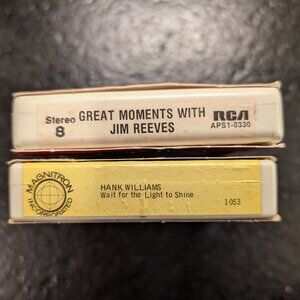 Stereo 8
GREAT MOMENTS WITH
JIM REEVES
RCA
APS1-0330
MAGNITRON
INCORPORATED
HANK WILLIAMS
Wait for the Light to Shine
1053